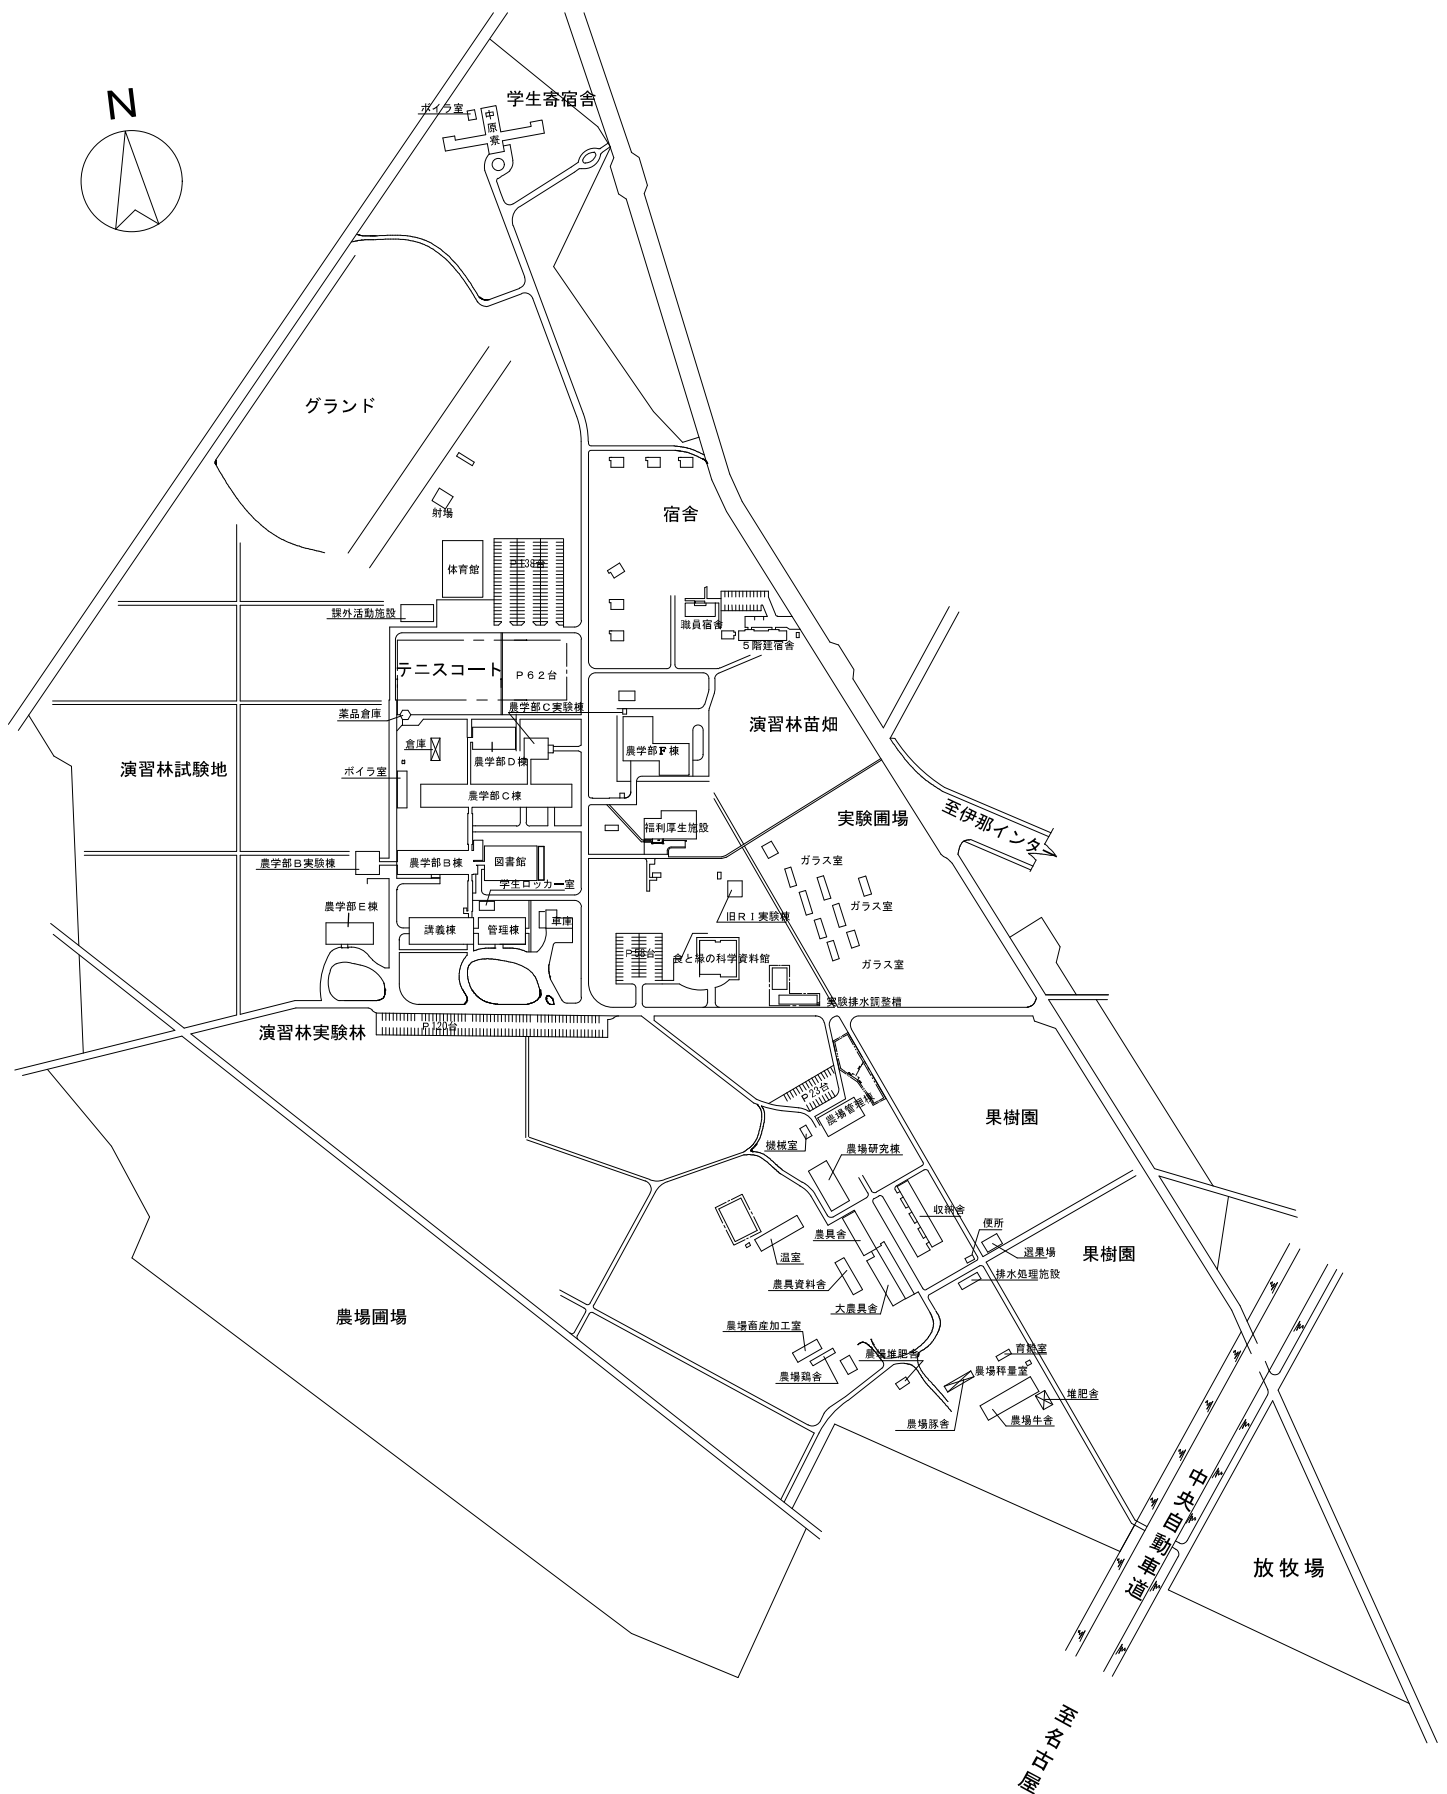 N
学生寄宿舎
ボイラ室
中原寮
グランド
射場
宿舎
体育館
P138台
課外活動施設
職員宿舎
5階建宿舎
テニスコート
P62台
薬品倉庫
農学部C実験棟
演習林苗畑
倉庫
農学部D棟
農学部F棟
演習林試験地
ボイラ室
農学部C棟
至伊那インター
実験圃場
福利厚生施設
農学部B実験棟
農学部B棟
図書館
ガラス室
学生ロッカー室
農学部E棟
ガラス室
旧RI実験棟
講義棟
管理棟
車庫
P98台
食と緑の科学資料館
ガラス室
実験排水調整槽
P120台
演習林実験林
P23台
農場管理棟
果樹園
機械室
農場研究棟
収納舎
便所
農具舎
選果場
果樹園
温室
農具資料舎
排水処理施設
大農具舎
農場圃場
農場畜産加工室
農場堆肥舎
育雛室
農場秤量室
農場鶏舎
堆肥舎
農場豚舎
農場牛舎
中央自動車道
放牧場
至名古屋